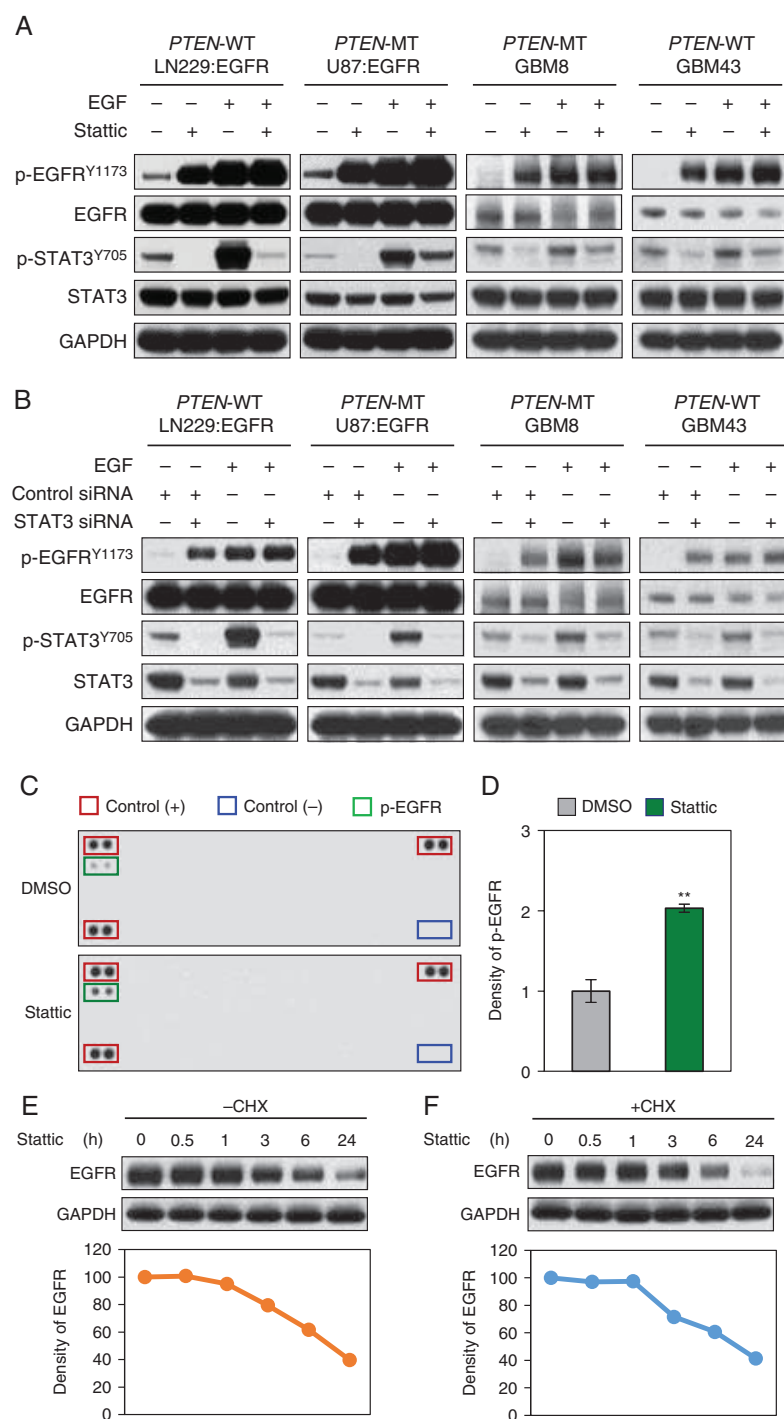 A
PTEN-WT PTEN-MT PTEN-MT PTEN-WT
LN229:EGFR U87:EGFR GBM8 GBM43
EGF – – + + – – + + – – + + – – + +
Stattic – + – + – + – + – + – + – + – +
p-EGFRY1173
EGFR
p-STAT3Y705
STAT3
GAPDH
B
PTEN-WT PTEN-MT PTEN-MT PTEN-WT
LN229:EGFR U87:EGFR GBM8 GBM43
EGF – – + + – – + + – – + + – – + +
Control siRNA + + – – + + – – + + – – + + – –
STAT3 siRNA – + – + – + – + – + – + – + – +
p-EGFRY1173
EGFR
p-STAT3Y705
STAT3
GAPDH
C
Control (+) Control (–) p-EGFR
DMSO
Stattic
D
DMSO Stattic
Density of p-EGFR
3
2
1
0
**
E
–CHX
Stattic (h) 0 0.5 1 3 6 24
EGFR
GAPDH
Density of EGFR
120
100
80
60
40
20
0
F
+CHX
Stattic (h) 0 0.5 1 3 6 24
EGFR
GAPDH
Density of EGFR
120
100
80
60
40
20
0